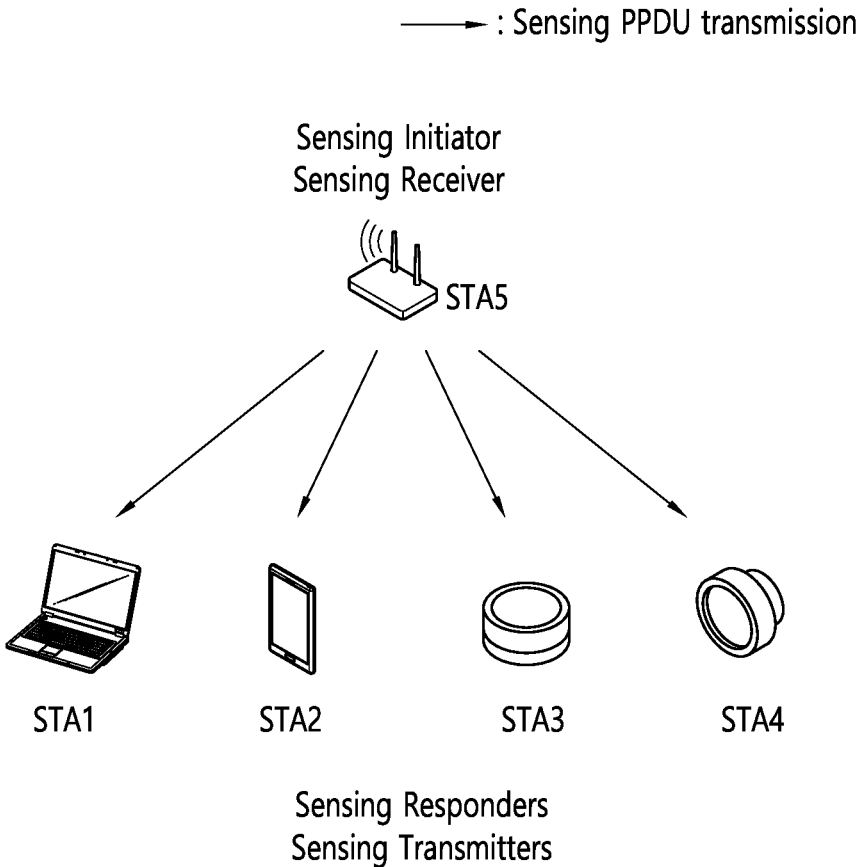 : Sensing PPDU transmission
Sensing Initiator
Sensing Receiver
STA5
STA1 STA2 STA3 STA4
Sensing Responders
Sensing Transmitters